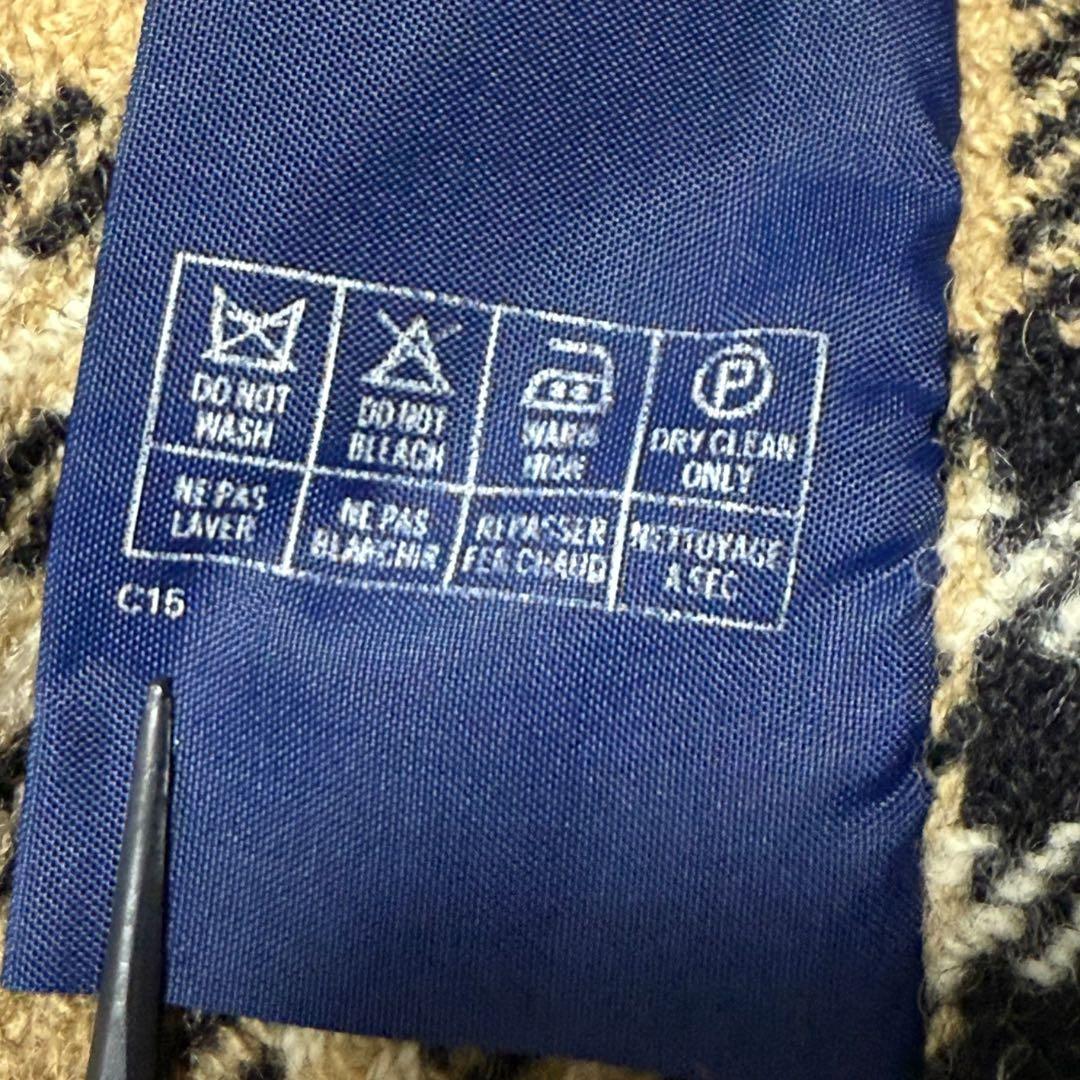 DO NOT
WASH
DO NOT
BLEACH
WARM
IRON
P
DRY CLEAN
ONLY
NE PAS
LAVER
NE PAS
BLANCHIR
REPASSER
FER CHAUD
NETTOYAGE
A SEC
C15